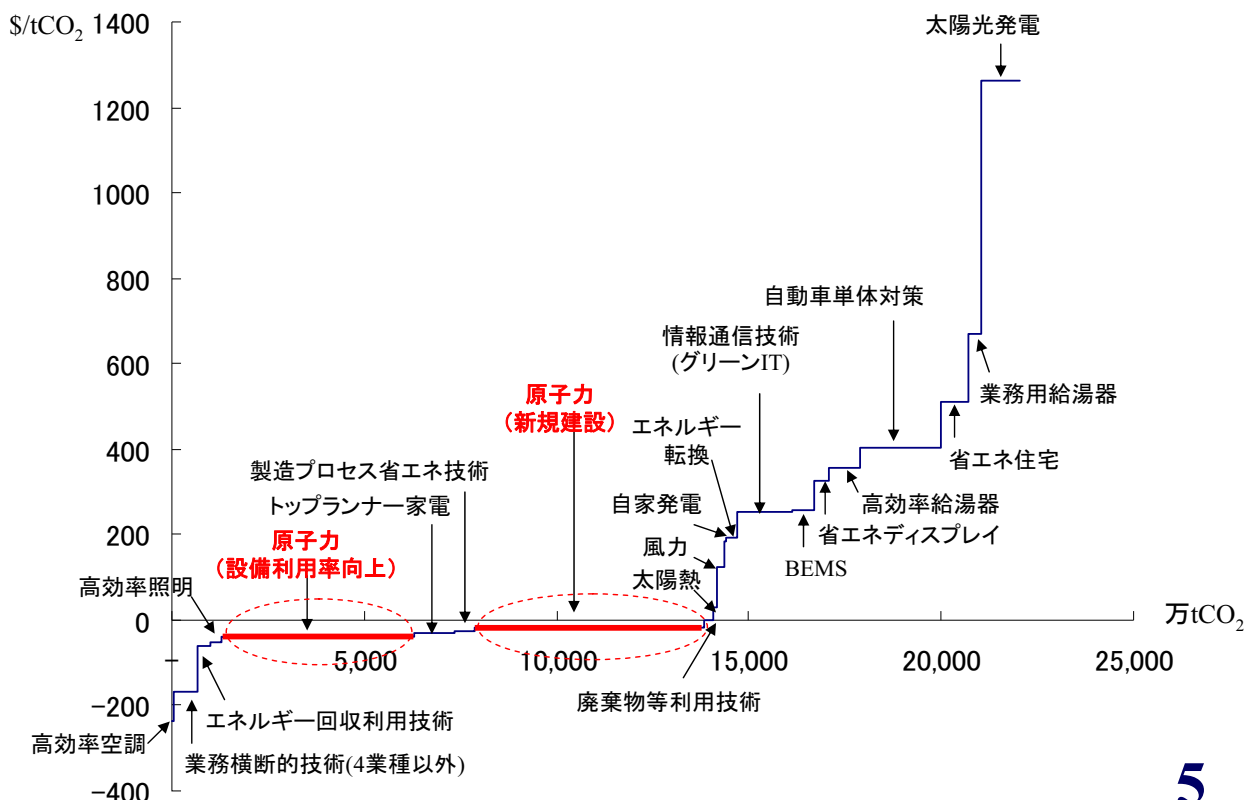 $/tCO2 1400
太陽光発電
1200
1000
800
自動車単体対策
600
情報通信技術
(グリーンIT)
業務用給湯器
原子力
(新規建設)
エネルギー
転換
400
省エネ住宅
製造プロセス省エネ技術
トップランナー家電
自家発電
高効率給湯器
省エネディスプレイ
200
原子力
(設備利用率向上)
風力
BEMS
高効率照明
太陽熱
0
万tCO2
5,000
10,000
15,000
20,000
25,000
廃棄物等利用技術
-200
エネルギー回収利用技術
高効率空調
業務横断的技術(4業種以外)
-400
5